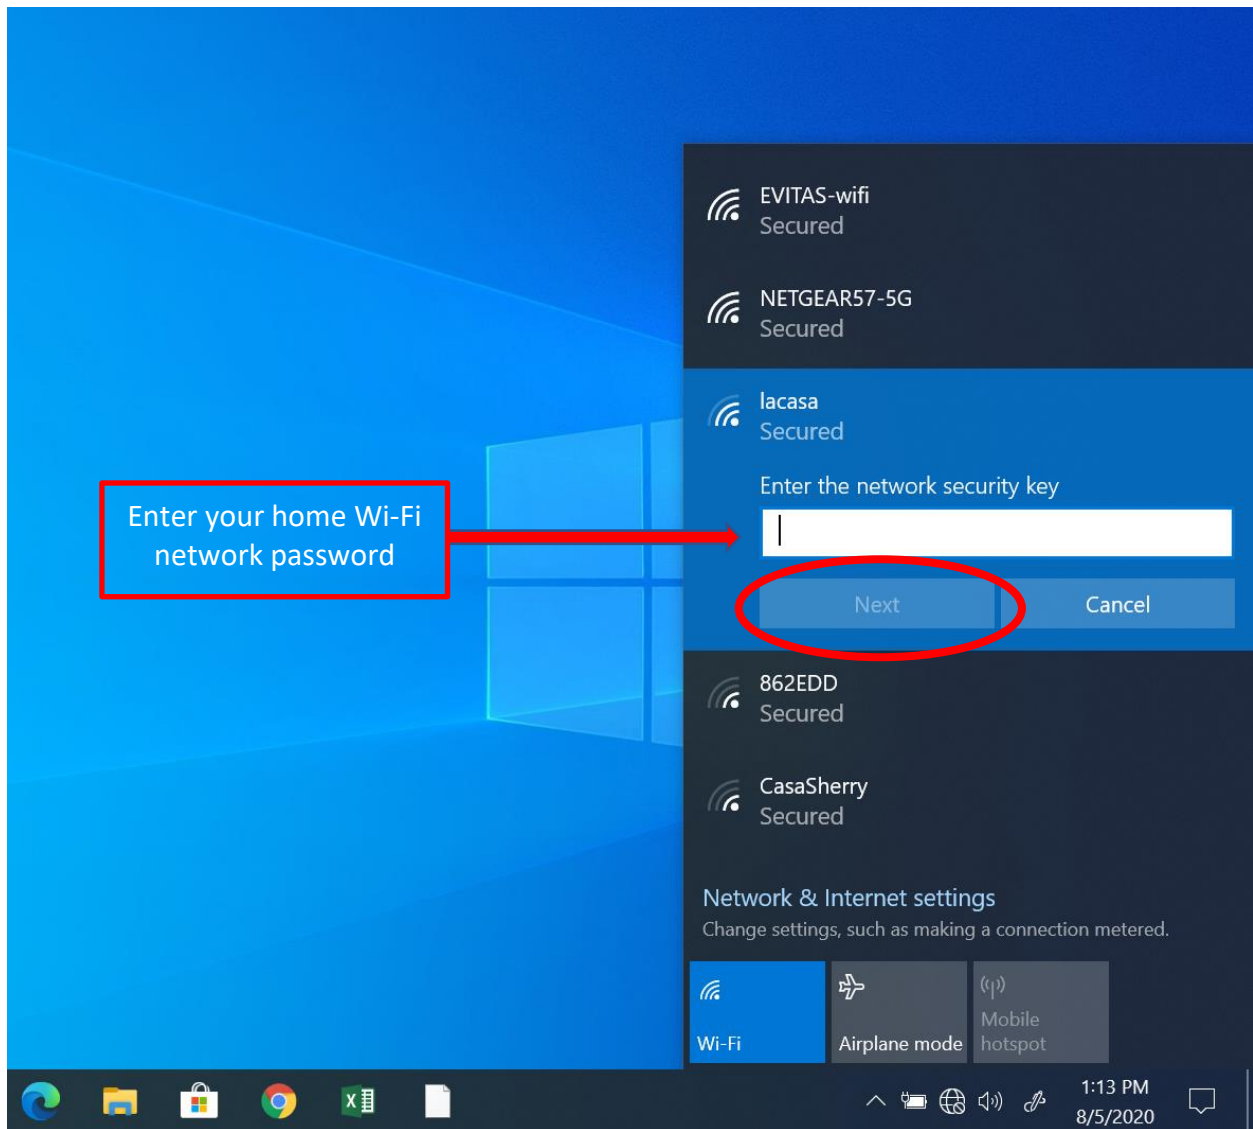 EVITAS-wifi
Secured
NETGEAR57-5G
Secured
lacasa
Secured
Enter the network security key
Enter your home Wi-Fi
network password
Next
Cancel
862EDD
Secured
CasaSherry
Secured
Network & Internet settings
Change settings, such as making a connection metered.
Wi-Fi
Airplane mode
Mobile
hotspot
1:13 PM
8/5/2020